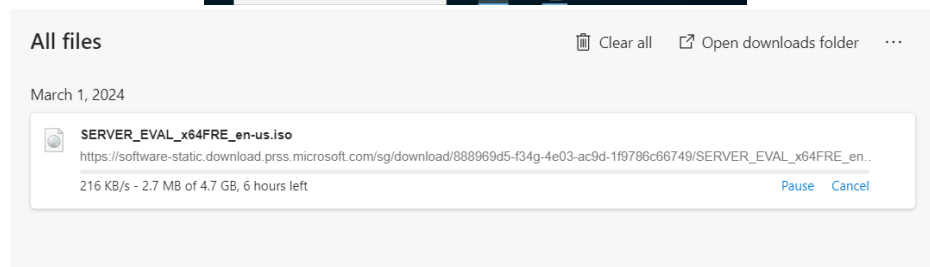 All files
Clear all
Open downloads folder
March 1, 2024
SERVER_EVAL_x64FRE_en-us.iso
https://software-static.download.prss.microsoft.com/sg/download/888969d5-f34g-4e03-ac9d-1f9786c66749/SERVER_EVAL_x64FRE_en..
216 KB/s - 2.7 MB of 4.7 GB, 6 hours left
Pause
Cancel